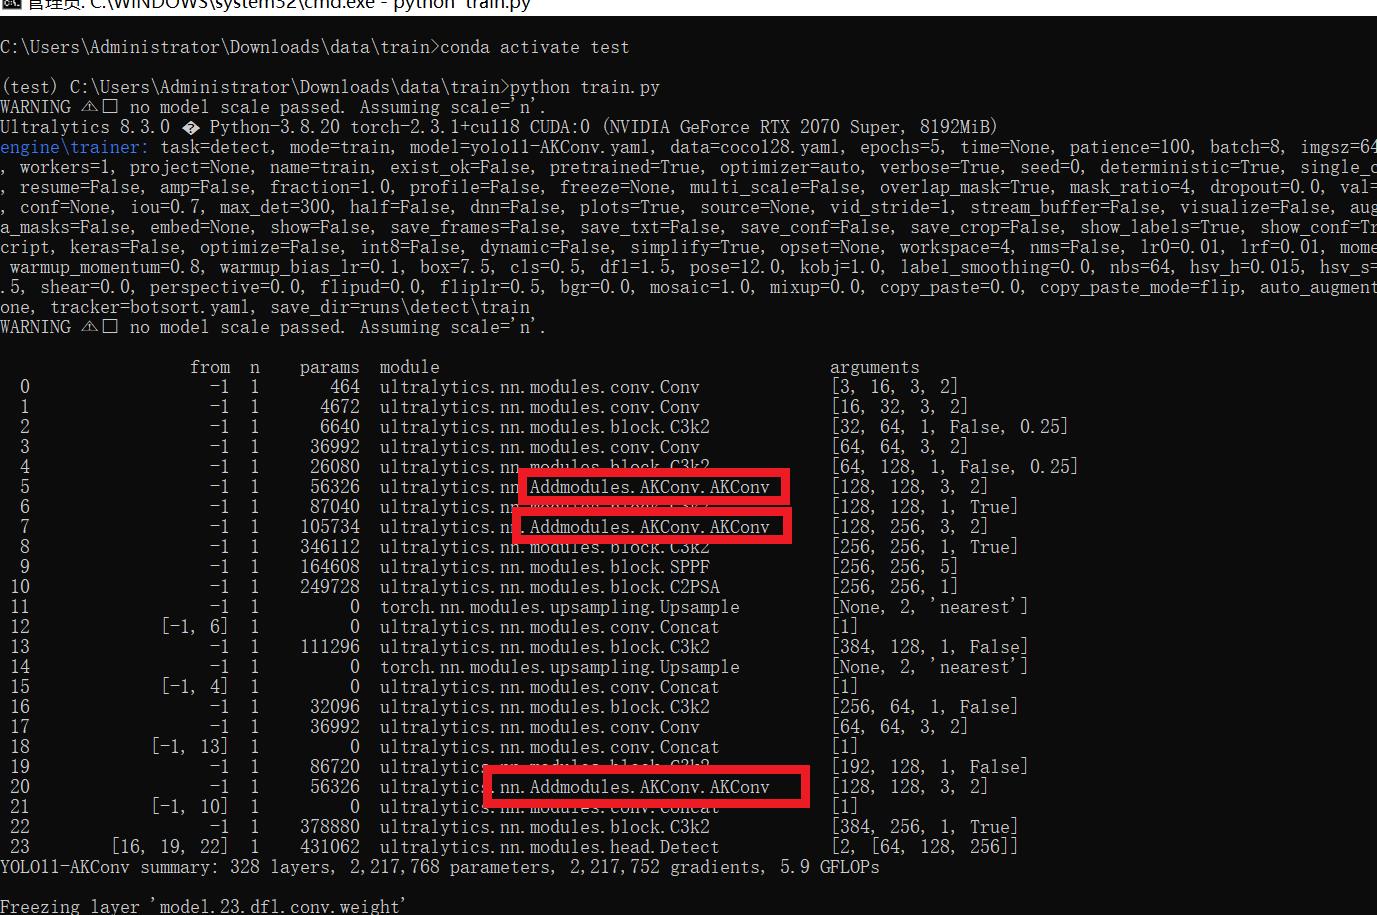 管理员: C:\WINDOWS\system32\cmd.exe - python train.py
C:\Users\Administrator\Downloads\data\train>conda activate test
(test) C:\Users\Administrator\Downloads\data\train>python train.py
WARNING ⚠□ no model scale passed. Assuming scale='n'.
Ultralytics 8.3.0 � Python-3.8.20 torch-2.3.1+cu118 CUDA:0 (NVIDIA GeForce RTX 2070 Super, 8192MiB)
engine\trainer: task=detect, mode=train, model=yolo11-AKConv.yaml, data=coco128.yaml, epochs=5, time=None, patience=100, batch=8, imgsz=64
, workers=1, project=None, name=train, exist_ok=False, pretrained=True, optimizer=auto, verbose=True, seed=0, deterministic=True, single_c
, resume=False, amp=False, fraction=1.0, profile=False, freeze=None, multi_scale=False, overlap_mask=True, mask_ratio=4, dropout=0.0, val=
, conf=None, iou=0.7, max_det=300, half=False, dnn=False, plots=True, source=None, vid_stride=1, stream_buffer=False, visualize=False, aug
a_masks=False, embed=None, show=False, save_frames=False, save_txt=False, save_conf=False, save_crop=False, show_labels=True, show_conf=Tr
cript, keras=False, optimize=False, int8=False, dynamic=False, simplify=True, opset=None, workspace=4, nms=False, lr0=0.01, lrf=0.01, mome
warmup_momentum=0.8, warmup_bias_lr=0.1, box=7.5, cls=0.5, dfl=1.5, pose=12.0, kobj=1.0, label_smoothing=0.0, nbs=64, hsv_h=0.015, hsv_s=
.5, shear=0.0, perspective=0.0, flipud=0.0, fliplr=0.5, bgr=0.0, mosaic=1.0, mixup=0.0, copy_paste=0.0, copy_paste_mode=flip, auto_augment
one, tracker=botsort.yaml, save_dir=runs\detect\train
WARNING ⚠□ no model scale passed. Assuming scale='n'.
from n params module arguments
0 -1 1 464 ultralytics.nn.modules.conv.Conv [3, 16, 3, 2]
1 -1 1 4672 ultralytics.nn.modules.conv.Conv [16, 32, 3, 2]
2 -1 1 6640 ultralytics.nn.modules.block.C3k2 [32, 64, 1, False, 0.25]
3 -1 1 36992 ultralytics.nn.modules.conv.Conv [64, 64, 3, 2]
4 -1 1 26080 ultralytics.nn.modules.block.C3k2 [64, 128, 1, False, 0.25]
5 -1 1 56326 ultralytics.nn.Addmodules.AKConv.AKConv [128, 128, 3, 2]
6 -1 1 87040 ultralytics.nn.modules.block.C3k2 [128, 128, 1, True]
7 -1 1 105734 ultralytics.nn.Addmodules.AKConv.AKConv [128, 256, 3, 2]
8 -1 1 346112 ultralytics.nn.modules.block.C3k2 [256, 256, 1, True]
9 -1 1 164608 ultralytics.nn.modules.block.SPPF [256, 256, 5]
10 -1 1 249728 ultralytics.nn.modules.block.C2PSA [256, 256, 1]
11 -1 1 0 torch.nn.modules.upsampling.Upsample [None, 2, 'nearest']
12 [-1, 6] 1 0 ultralytics.nn.modules.conv.Concat [1]
13 -1 1 111296 ultralytics.nn.modules.block.C3k2 [384, 128, 1, False]
14 -1 1 0 torch.nn.modules.upsampling.Upsample [None, 2, 'nearest']
15 [-1, 4] 1 0 ultralytics.nn.modules.conv.Concat [1]
16 -1 1 32096 ultralytics.nn.modules.block.C3k2 [256, 64, 1, False]
17 -1 1 36992 ultralytics.nn.modules.conv.Conv [64, 64, 3, 2]
18 [-1, 13] 1 0 ultralytics.nn.modules.conv.Concat [1]
19 -1 1 86720 ultralytics.nn.modules.block.C3k2 [192, 128, 1, False]
20 -1 1 56326 ultralytics.nn.Addmodules.AKConv.AKConv [128, 128, 3, 2]
21 [-1, 10] 1 0 ultralytics.nn.modules.conv.Concat [1]
22 -1 1 378880 ultralytics.nn.modules.block.C3k2 [384, 256, 1, True]
23 [16, 19, 22] 1 431062 ultralytics.nn.modules.head.Detect [2, [64, 128, 256]]
YOLO11-AKConv summary: 328 layers, 2,217,768 parameters, 2,217,752 gradients, 5.9 GFLOPs
Freezing layer 'model.23.dfl.conv.weight'